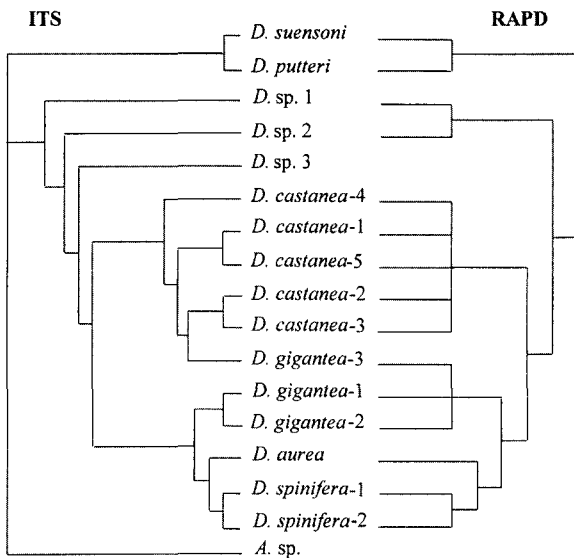 ITS RAPD
D. suensoni
D. putteri
D. sp. 1
D. sp. 2
D. sp. 3
D. castanea-4
D. castanea-1
D. castanea-5
D. castanea-2
D. castanea-3
D. gigantea-3
D. gigantea-1
D. gigantea-2
D. aurea
D. spinifera-1
D. spinifera-2
A. sp.